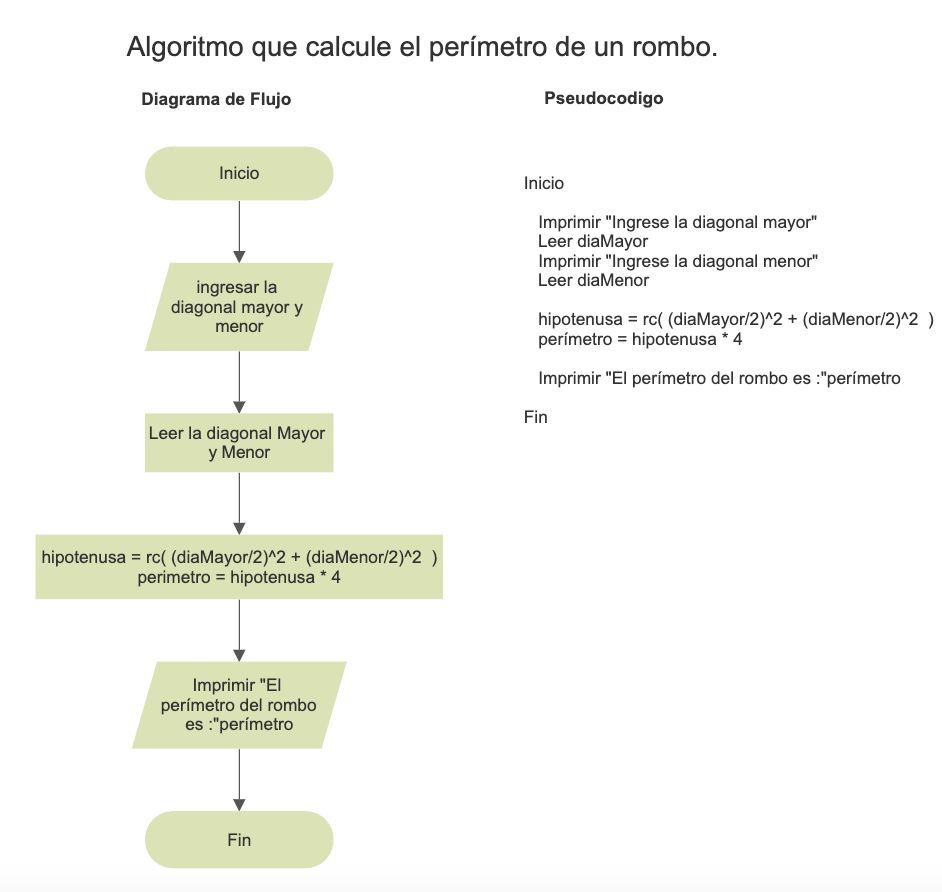 Algoritmo que calcule el perímetro de un rombo.
Diagrama de Flujo
Inicio
ingresar la
diagonal mayor y
menor
Leer la diagonal Mayor
y Menor
hipotenusa = rc( (diaMayor/2)^2 + (diaMenor/2)^2  )
perimetro = hipotenusa * 4
Imprimir "El
perímetro del rombo
es :"perímetro
Fin
Pseudocodigo
Inicio
Imprimir "Ingrese la diagonal mayor"
Leer diaMayor
Imprimir "Ingrese la diagonal menor"
Leer diaMenor
hipotenusa = rc( (diaMayor/2)^2 + (diaMenor/2)^2  )
perímetro = hipotenusa * 4
Imprimir "El perímetro del rombo es :"perímetro
Fin